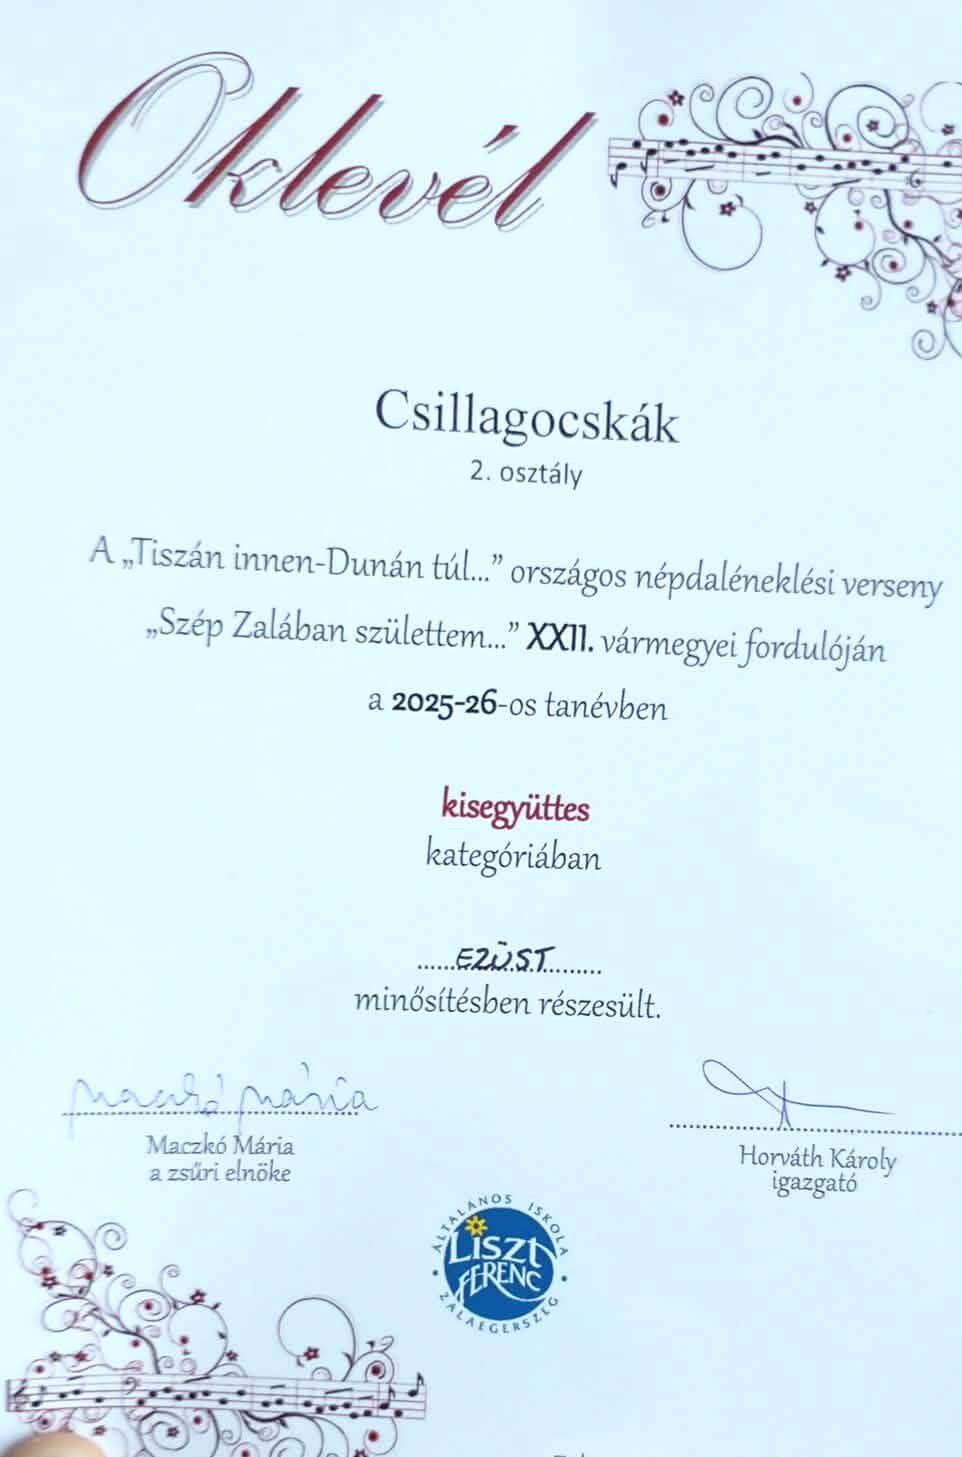 Oklevél
Csillagocskák
2. osztály
A „Tiszán innen-Dunán túl...” országos népdaléneklési verseny
„Szép Zalában születtem...” XXII. vármegyei fordulóján
a 2025-26-os tanévben
kisegyüttes
kategóriában
......EZÜST..........
minősítésben részesült.
Maczkó Mária
Maczkó Mária
a zsűri elnöke
Horváth Károly
igazgató
ÁLTALÁNOS ISKOLA
LISZT
FERENC
ZALAEGERSZEG